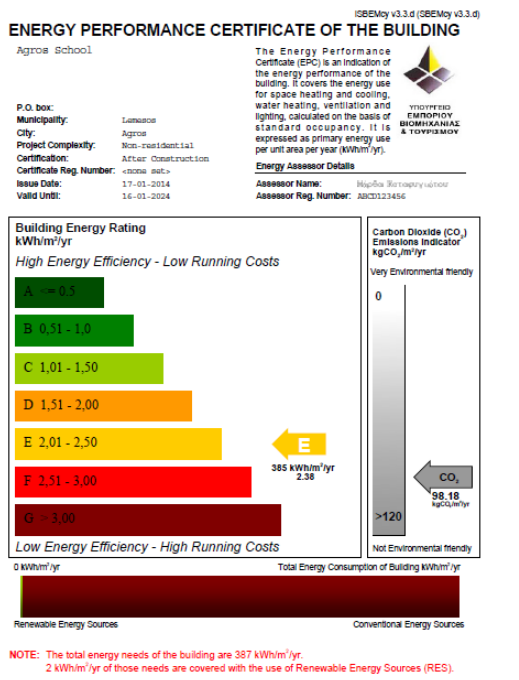 iSBEMcy v3.3.d (SBEMcy v3.3.d)
ENERGY PERFORMANCE CERTIFICATE OF THE BUILDING
Agros School
The Energy Performance
Certificate (EPC) is an indication of
the energy performance of the
building. It covers the energy use
for space heating and cooling,
water heating, ventilation and
lighting, calculated on the basis of
standard occupancy. It is
expressed as primary energy use
per unit area per year (kWh/m²/yr).
ΥΠΟΥΡΓΕΙΟ
ΕΜΠΟΡΙΟΥ
ΒΙΟΜΗΧΑΝΙΑΣ
& ΤΟΥΡΙΣΜΟΥ
P.O. box:
Municipality: Lemesos
City: Agros
Project Complexity: Non-residential
Certification: After Construction
Certificate Reg. Number: <none set>
Issue Date: 17-01-2014
Valid Until: 16-01-2024
Energy Assessor Details
Assessor Name:
Assessor Reg. Number: ABCD123456
Building Energy Rating
kWh/m²/yr
High Energy Efficiency - Low Running Costs
A <= 0.5
B 0,51 - 1,0
C 1,01 - 1,50
D 1,51 - 2,00
E 2,01 - 2,50
F 2,51 - 3,00
G > 3,00
E
385 kWh/m²/yr
2.38
Low Energy Efficiency - High Running Costs
Carbon Dioxide (CO₂)
Emissions Indicator
kgCO₂/m²/yr
Very Environmental friendly
0
CO₂
98.18
kgCO₂/m²/yr
>120
Not Environmental friendly
0 kWh/m²/yr Total Energy Consumption of Building kWh/m²/yr
Renewable Energy Sources Conventional Energy Sources
NOTE: The total energy needs of the building are 387 kWh/m²/yr.
2 kWh/m²/yr of those needs are covered with the use of Renewable Energy Sources (RES).